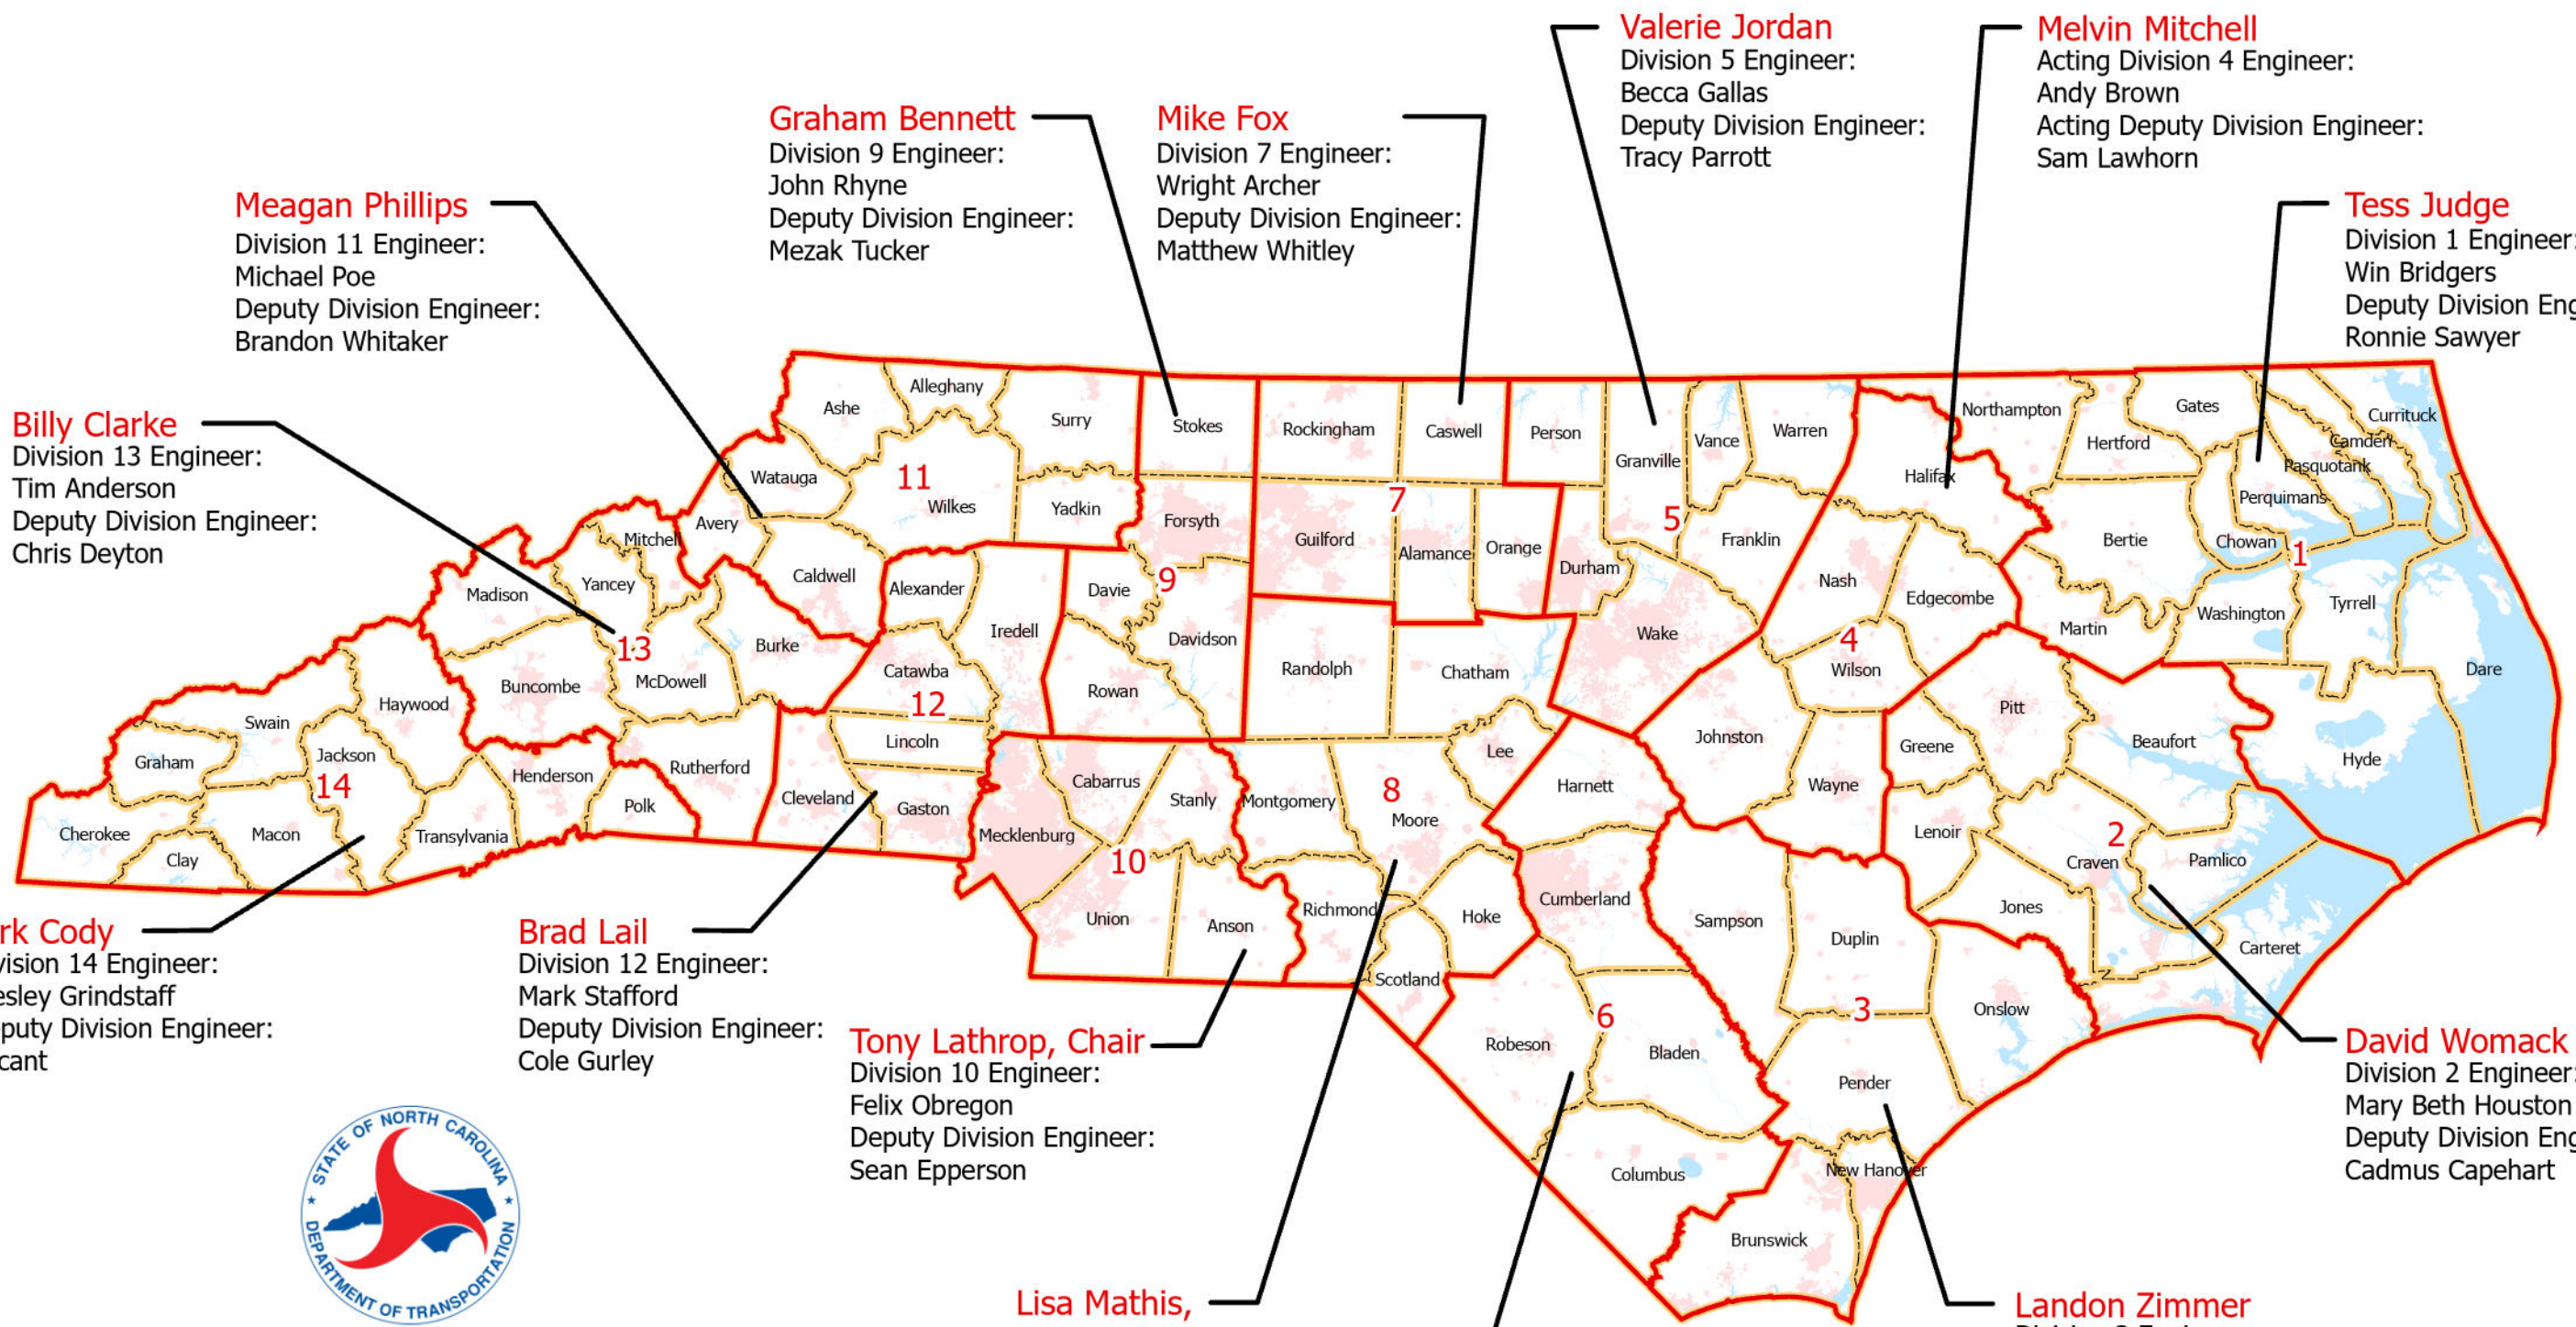 Valerie Jordan
Division 5 Engineer:
Becca Gallas
Deputy Division Engineer:
Tracy Parrott
Melvin Mitchell
Acting Division 4 Engineer:
Andy Brown
Acting Deputy Division Engineer:
Sam Lawhorn
Graham Bennett
Division 9 Engineer:
John Rhyne
Deputy Division Engineer:
Mezak Tucker
Mike Fox
Division 7 Engineer:
Wright Archer
Deputy Division Engineer:
Matthew Whitley
Meagan Phillips
Division 11 Engineer:
Michael Poe
Deputy Division Engineer:
Brandon Whitaker
Tess Judge
Division 1 Engineer:
Win Bridgers
Deputy Division Eng
Ronnie Sawyer
Billy Clarke
Division 13 Engineer:
Tim Anderson
Deputy Division Engineer:
Chris Deyton
Ashe
Alleghany
Surry
Stokes
Rockingham
Caswell
Person
Granville
Vance
Warren
Northampton
Hertford
Gates
Currituck
Camden
Pasquotank
Perquimans
Chowan
Halifax
Watauga
11
Wilkes
Yadkin
Forsyth
7
5
Guilford
Alamance
Orange
Durham
Franklin
Nash
Edgecombe
Bertie
1
Mitchell
Avery
Yancey
Madison
Caldwell
Alexander
Iredell
Davie
9
Davidson
Wake
4
Wilson
Martin
Washington
Tyrrell
Dare
13
McDowell
Burke
Buncombe
Catawba
12
Rowan
Randolph
Chatham
Haywood
Swain
Jackson
Graham
14
Henderson
Rutherford
Polk
Cleveland
Lincoln
Gaston
Cabarrus
Stanly
Montgomery
8
Moore
Lee
Harnett
Johnston
Wayne
Greene
Pitt
Beaufort
Hyde
Cherokee
Clay
Macon
Transylvania
Mecklenburg
10
Union
Anson
Richmond
Hoke
Scotland
Cumberland
Sampson
Duplin
Lenoir
2
Craven
Pamlico
Jones
Carteret
Onslow
3
6
Robeson
Bladen
Pender
Columbus
New Hanover
Brunswick
rk Cody
vision 14 Engineer:
esley Grindstaff
puty Division Engineer:
cant
Brad Lail
Division 12 Engineer:
Mark Stafford
Deputy Division Engineer:
Cole Gurley
Tony Lathrop, Chair
Division 10 Engineer:
Felix Obregon
Deputy Division Engineer:
Sean Epperson
David Womack
Division 2 Engineer:
Mary Beth Houston
Deputy Division Eng
Cadmus Capehart
STATE OF NORTH CAROLINA
DEPARTMENT OF TRANSPORTATION
Lisa Mathis,
Landon Zimmer